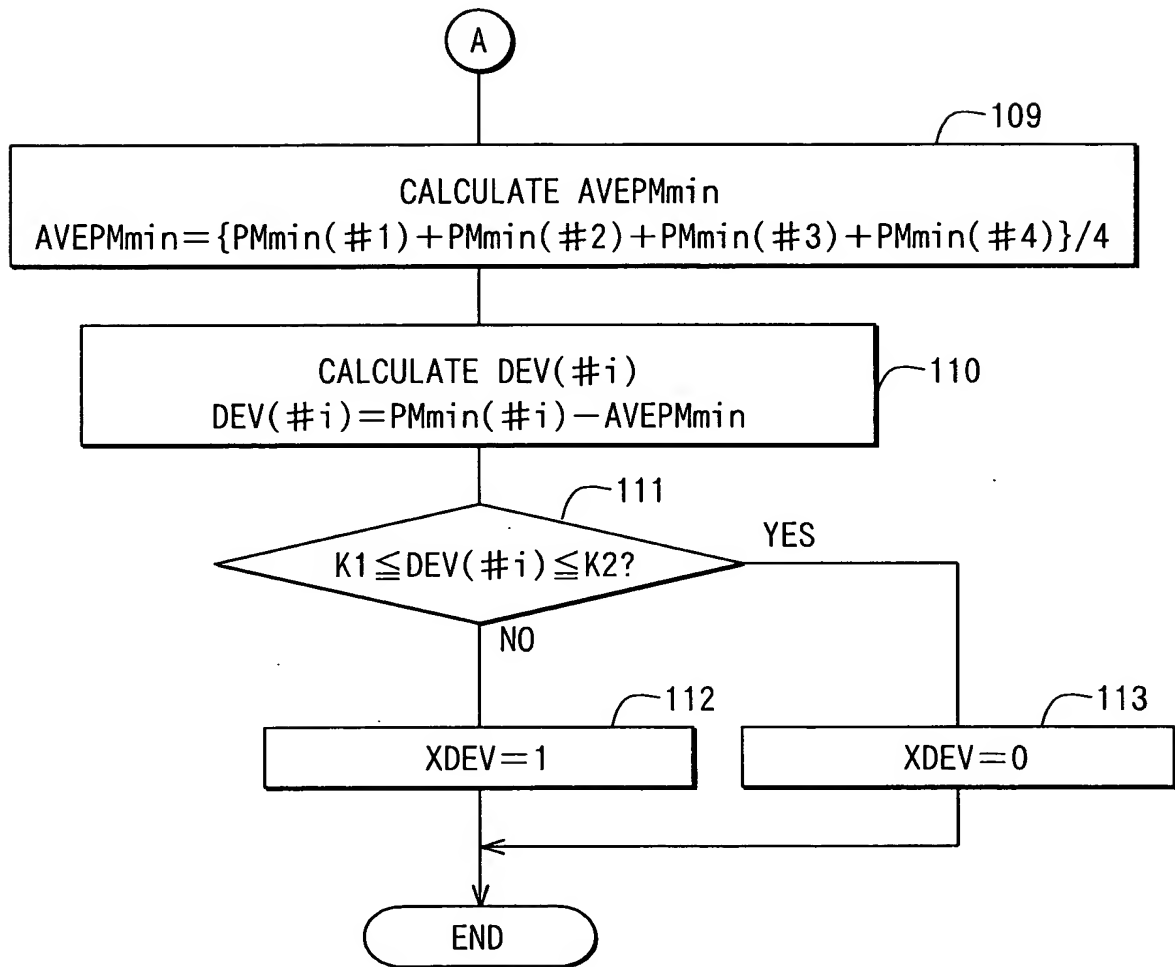 A
109
CALCULATE AVEPMmin
AVEPMmin={PMmin(#1)+PMmin(#2)+PMmin(#3)+PMmin(#4)}/4
CALCULATE DEV(#i)
DEV(#i)=PMmin(#i)−AVEPMmin
110
111
K1≦DEV(#i)≦K2?
YES
NO
112
XDEV=1
113
XDEV=0
END